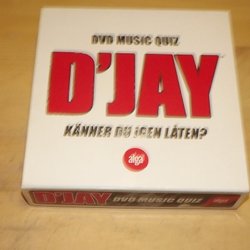 DVD MUSIC QUIZ
D'JAY
KÄNNER DU IGEN LÅTEN?
alga
D'JAY DVD MUSIC QUIZ